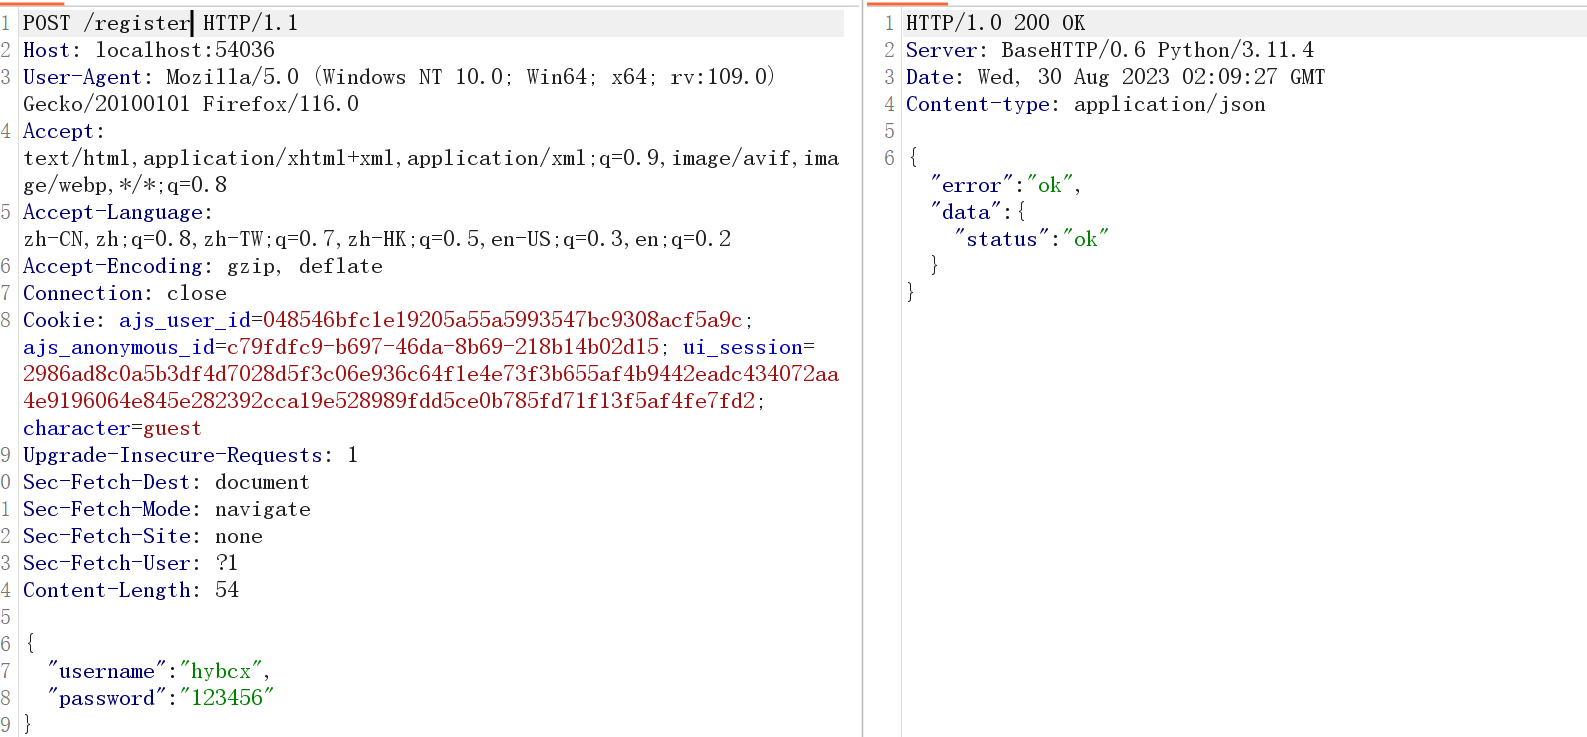 1 POST /register HTTP/1.1
2 Host: localhost:54036
3 User-Agent: Mozilla/5.0 (Windows NT 10.0; Win64; x64; rv:109.0)
Gecko/20100101 Firefox/116.0
4 Accept:
text/html,application/xhtml+xml,application/xml;q=0.9,image/avif,ima
ge/webp,*/*;q=0.8
5 Accept-Language:
zh-CN,zh;q=0.8,zh-TW;q=0.7,zh-HK;q=0.5,en-US;q=0.3,en;q=0.2
6 Accept-Encoding: gzip, deflate
7 Connection: close
8 Cookie: ajs_user_id=048546bfc1e19205a55a5993547bc9308acf5a9c;
ajs_anonymous_id=c79fdfc9-b697-46da-8b69-218b14b02d15; ui_session=
2986ad8c0a5b3df4d7028d5f3c06e936c64f1e4e73f3b655af4b9442eadc434072aa
4e9196064e845e282392cca19e528989fdd5ce0b785fd71f13f5af4fe7fd2;
character=guest
9 Upgrade-Insecure-Requests: 1
0 Sec-Fetch-Dest: document
1 Sec-Fetch-Mode: navigate
2 Sec-Fetch-Site: none
3 Sec-Fetch-User: ?1
4 Content-Length: 54
5
6 {
7 "username":"hybcx",
8 "password":"123456"
9 }
1 HTTP/1.0 200 OK
2 Server: BaseHTTP/0.6 Python/3.11.4
3 Date: Wed, 30 Aug 2023 02:09:27 GMT
4 Content-type: application/json
5
6 {
"error":"ok",
"data":{
"status":"ok"
}
}